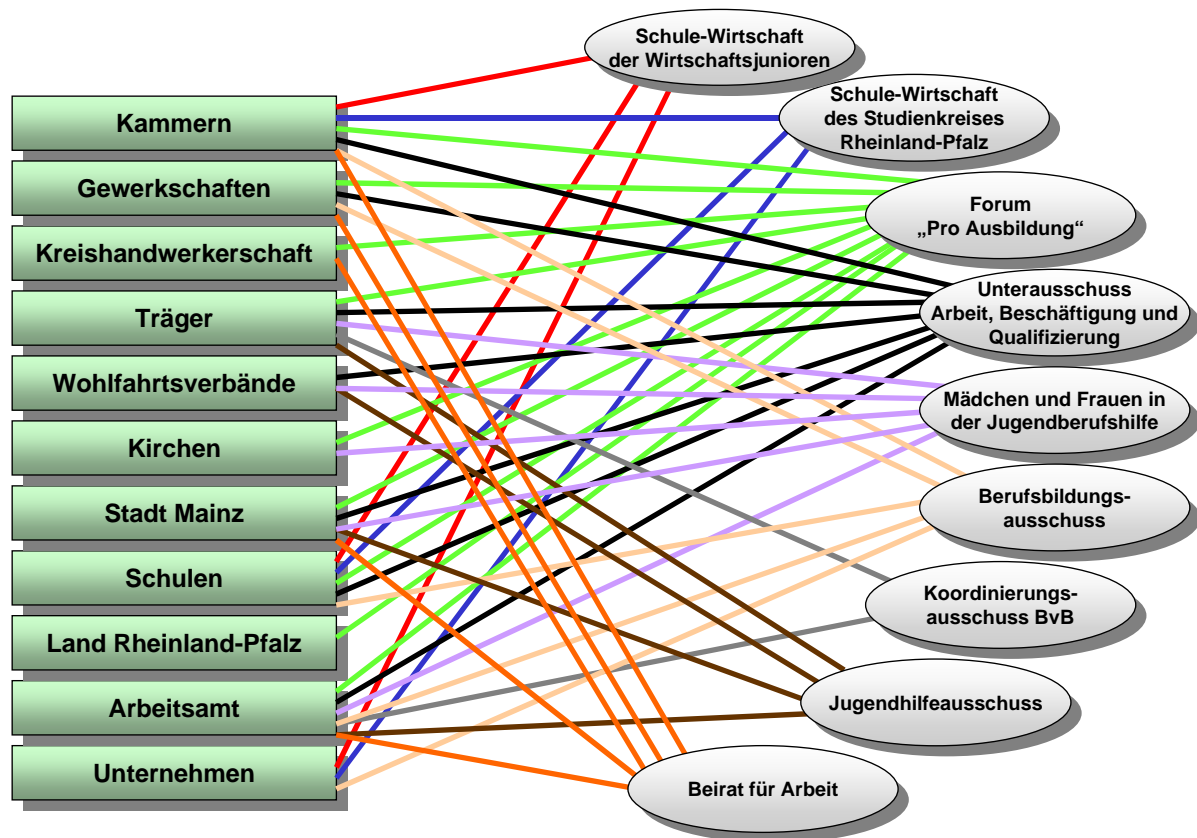 Kammern
Gewerkschaften
Kreishandwerkerschaft
Träger
Wohlfahrtsverbände
Kirchen
Stadt Mainz
Schulen
Land Rheinland-Pfalz
Arbeitsamt
Unternehmen
Schule-Wirtschaft
der Wirtschaftsjunioren
Schule-Wirtschaft
des Studienkreises
Rheinland-Pfalz
Forum
„Pro Ausbildung“
Unterausschuss
Arbeit, Beschäftigung und
Qualifizierung
Mädchen und Frauen in
der Jugendberufshilfe
Berufsbildungs-
ausschuss
Koordinierungs-
ausschuss BvB
Jugendhilfeausschuss
Beirat für Arbeit